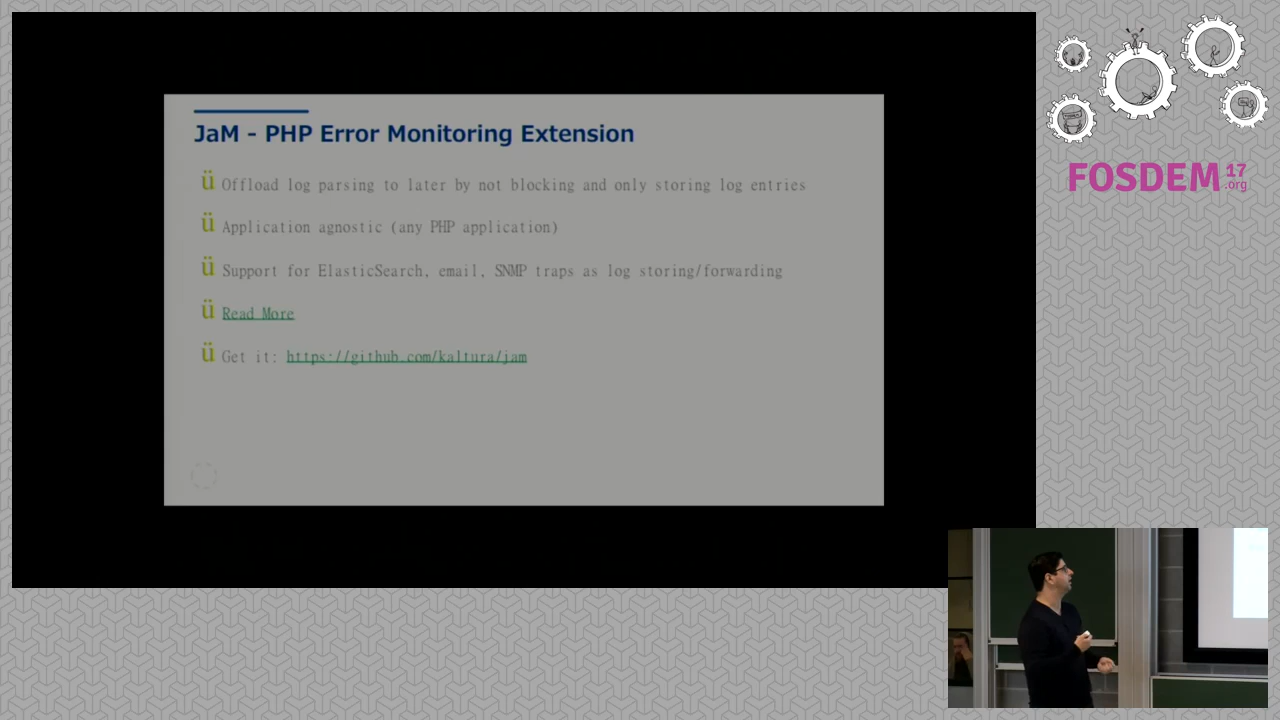 JaM - PHP Error Monitoring Extension
ü Offload log parsing to later by not blocking and only storing log entries
ü Application agnostic (any PHP application)
ü Support for ElasticSearch, email, SNMP traps as log storing/forwarding
ü Read More
ü Get it: https://github.com/kaltura/jam
FOSDEM 17
.org